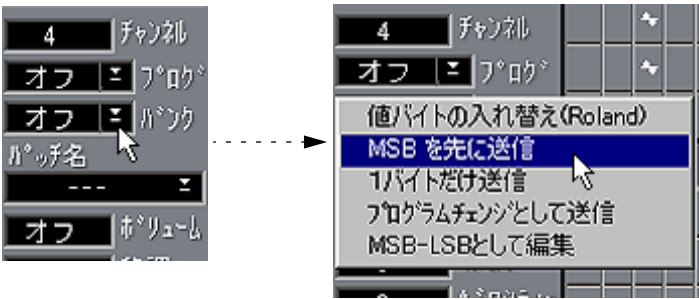 4 チャンネル
オフ プログ
オフ バンク
パッチ名
---
オフ ボリューム
4 チャンネル
オフ プログ
値バイトの入れ替え(Roland)
MSB を先に送信
1バイトだけ送信
プログラムチェンジとして送信
MSB-LSBとして編集